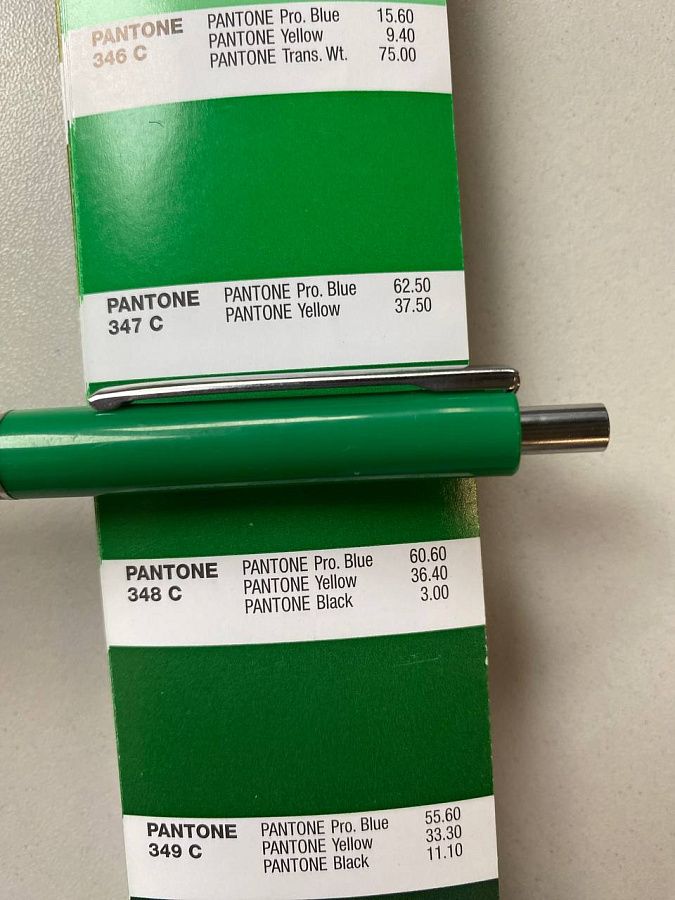 PANTONE
346 C
PANTONE Pro. Blue 15.60
PANTONE Yellow 9.40
PANTONE Trans. Wt. 75.00
PANTONE
347 C
PANTONE Pro. Blue 62.50
PANTONE Yellow 37.50
PANTONE
348 C
PANTONE Pro. Blue 60.60
PANTONE Yellow 36.40
PANTONE Black 3.00
PANTONE
349 C
PANTONE Pro. Blue 55.60
PANTONE Yellow 33.30
PANTONE Black 11.10